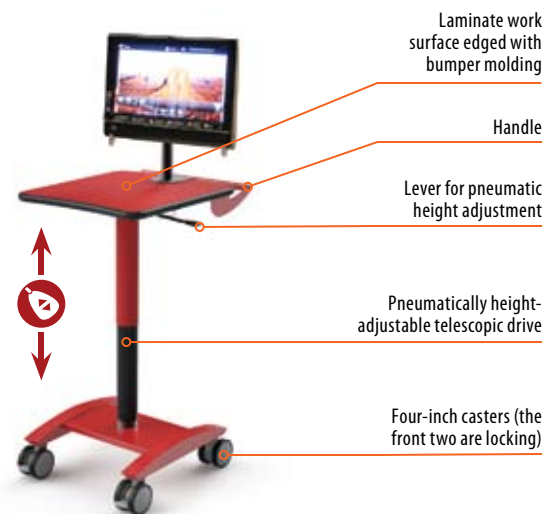 Laminate work
surface edged with
bumper molding
Handle
Lever for pneumatic
height adjustment
Pneumatically height-
adjustable telescopic drive
Four-inch casters (the
front two are locking)